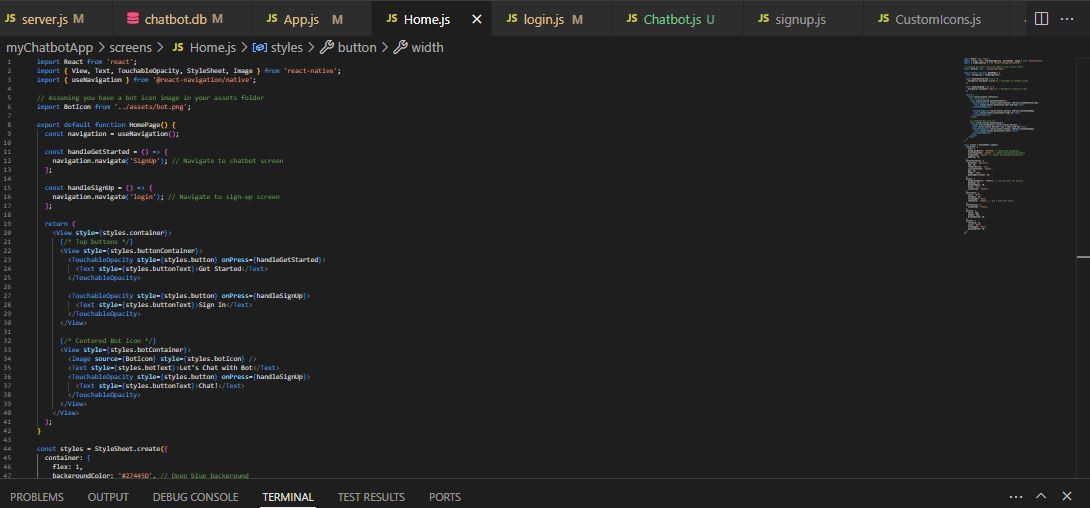 JS server.js M
chatbot.db M
JS App.js M
JS Home.js
JS login.js M
JS Chatbot.js U
JS signup.js
JS CustomIcons.js
myChatbotApp > screens > JS Home.js > styles > button > width
1 import React from 'react';
2 import { View, Text, TouchableOpacity, StyleSheet, Image } from 'react-native';
3 import { useNavigation } from '@react-navigation/native';
4
5 // Assuming you have a bot icon image in your assets folder
6 import BotIcon from '../assets/bot.png';
7
8 export default function HomePage() {
9 const navigation = useNavigation();
10
11 const handleGetStarted = () => {
12 navigation.navigate('SignUp'); // Navigate to chatbot screen
13 };
14
15 const handleSignUp = () => {
16 navigation.navigate('login'); // Navigate to sign-up screen
17 };
18
19 return (
20 <View style={styles.container}>
21 {/* Top buttons */}
22 <View style={styles.buttonContainer}>
23 <TouchableOpacity style={styles.button} onPress={handleGetStarted}>
24 <Text style={styles.buttonText}>Get Started</Text>
25 </TouchableOpacity>
26
27 <TouchableOpacity style={styles.button} onPress={handleSignUp}>
28 <Text style={styles.buttonText}>Sign In</Text>
29 </TouchableOpacity>
30 </View>
31
32 {/* Centered Bot Icon */}
33 <View style={styles.botContainer}>
34 <Image source={BotIcon} style={styles.botIcon} />
35 <Text style={styles.botText}>Let's Chat with Bot</Text>
36 <TouchableOpacity style={styles.button} onPress={handleSignUp}>
37 <Text style={styles.buttonText}>Chat!</Text>
38 </TouchableOpacity>
39 </View>
40 </View>
41 );
42 }
43
44 const styles = StyleSheet.create({
45 container: {
46 flex: 1,
47 backgroundColor: '#27445D', // Deep blue background
PROBLEMS
OUTPUT
DEBUG CONSOLE
TERMINAL
TEST RESULTS
PORTS